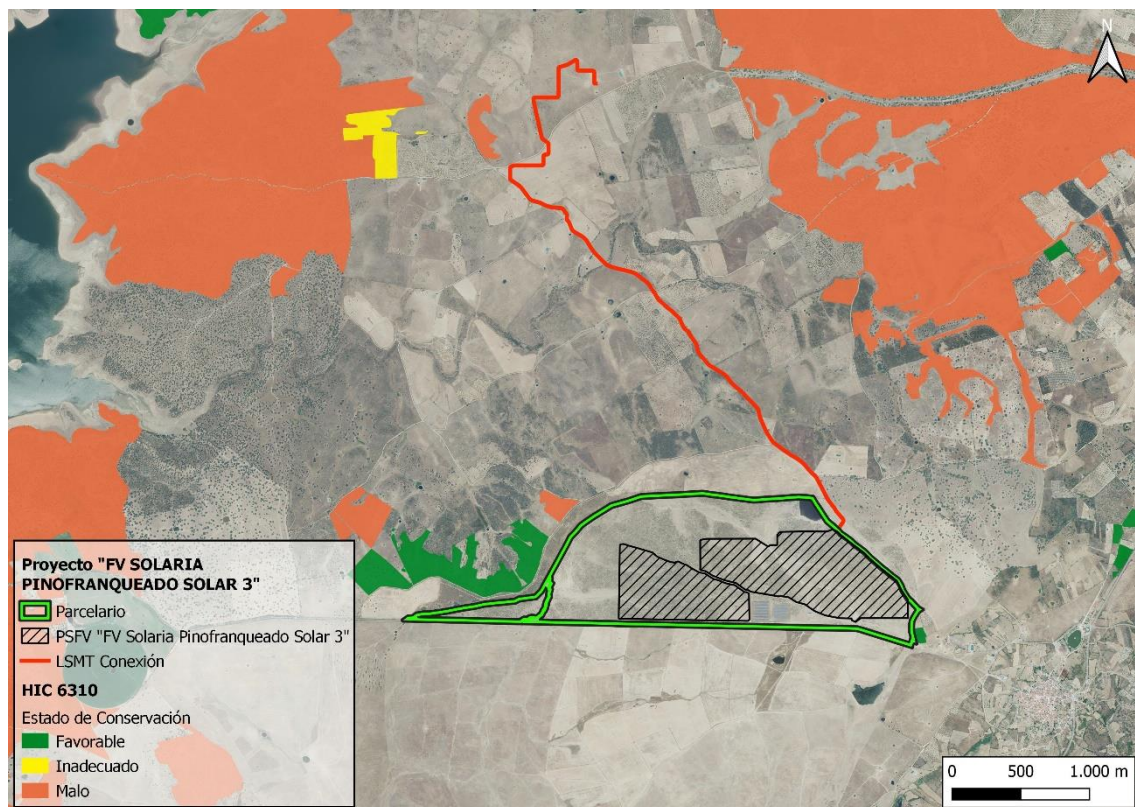 N
Proyecto "FV SOLARIA
PINOFRANQUEADO SOLAR 3"
Parcelario
PSFV "FV Solaria Pinofranqueado Solar 3"
LSMT Conexión
HIC 6310
Estado de Conservación
Favorable
Inadecuado
Malo
0 500 1.000 m